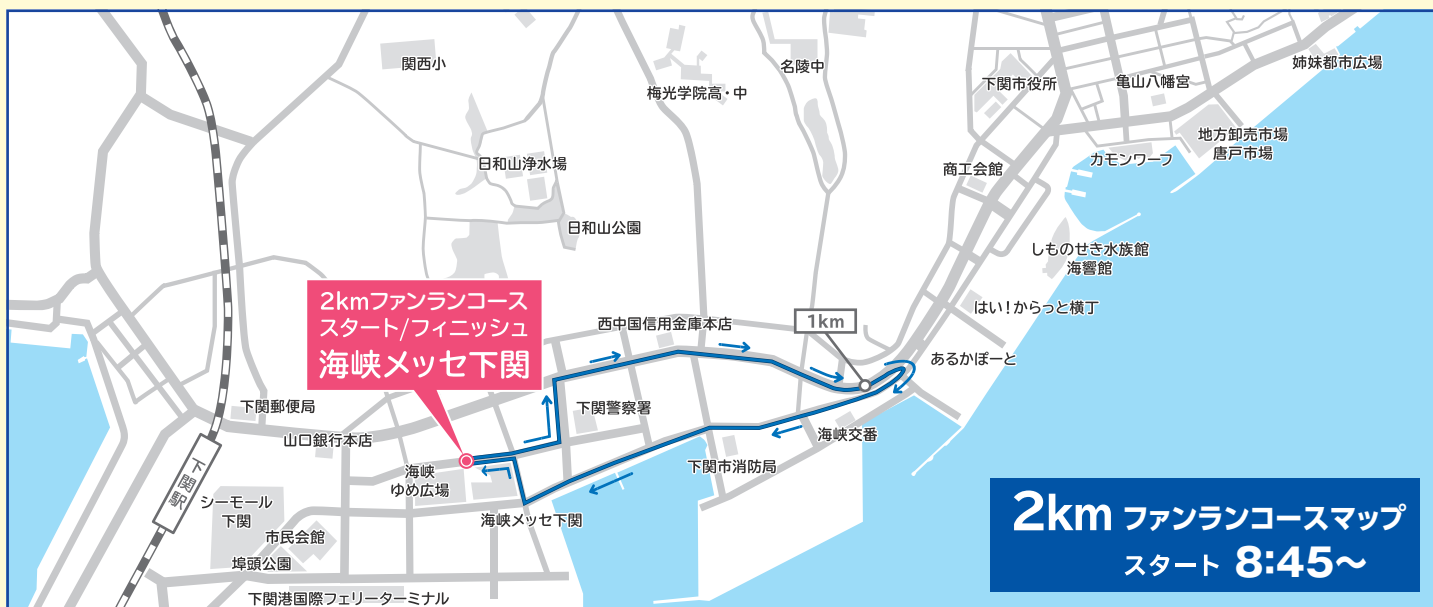 関西小
梅光学院高・中
名陵中
下関市役所
亀山八幡宮
姉妹都市広場
地方卸売市場
唐戸市場
カモンワーフ
商工会館
日和山浄水場
日和山公園
しものせき水族館
海響館
はい！からっと横丁
2kmファンランコース
スタート/フィニッシュ
海峡メッセ下関
西中国信用金庫本店
1km
あるかぽーと
下関郵便局
下関警察署
山口銀行本店
海峡交番
下関市消防局
海峡
ゆめ広場
下関駅
シーモール
下関
海峡メッセ下関
市民会館
埠頭公園
下関港国際フェリーターミナル
2km ファンランコースマップ
スタート 8:45～